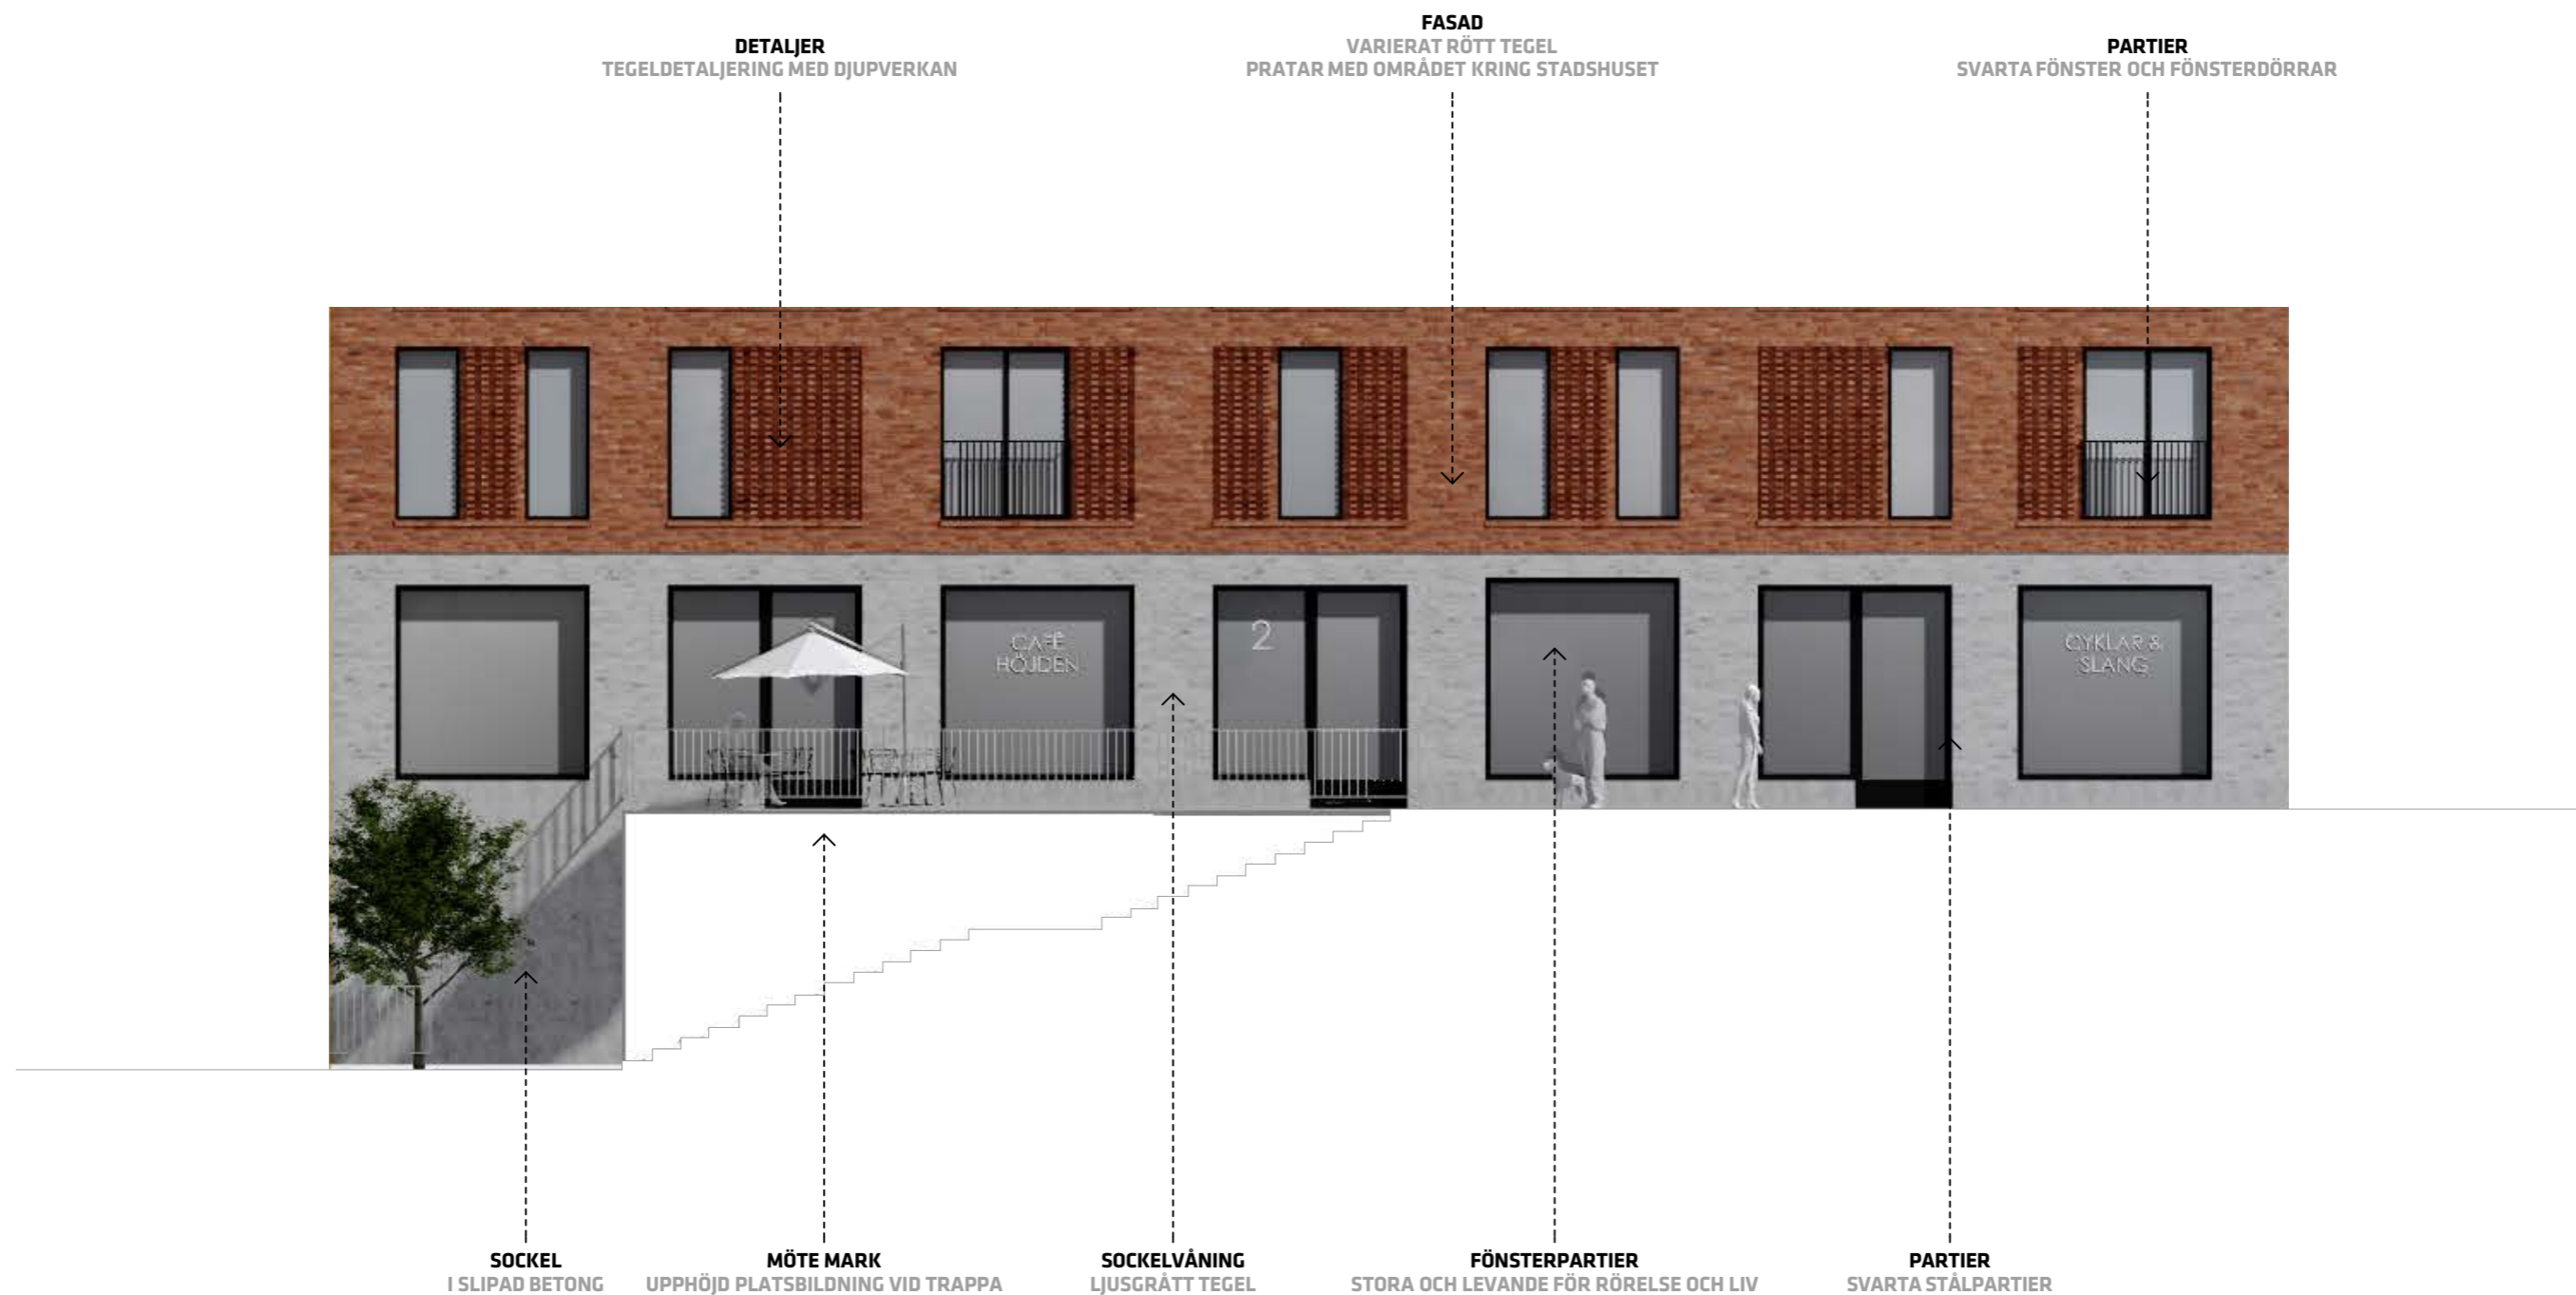 FASAD
VARIERAT RÖTT TEGEL
PRATAR MED OMRÅDET KRING STADSHUSET
DETALJER
TEGELDETALJERING MED DJUPVERKAN
PARTIER
SVARTA FÖNSTER OCH FÖNSTERDÖRRAR
CAFÉ
HÖJDEN
2
CYKLAR &
SLANG
SOCKEL
I SLIPAD BETONG
MÖTE MARK
UPPHÖJD PLATSBILDNING VID TRAPPA
SOCKELVÅNING
LJUSGRÅTT TEGEL
FÖNSTERPARTIER
STORA OCH LEVANDE FÖR RÖRELSE OCH LIV
PARTIER
SVARTA STÅLPARTIER